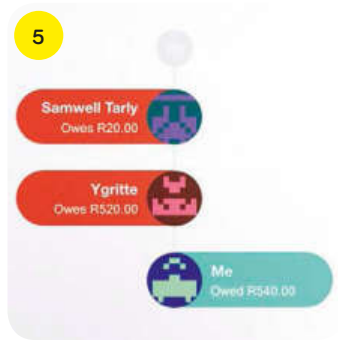 5
Samwell Tarly
Owes R20.00
Ygritte
Owes R520.00
Me
Owed R540.00